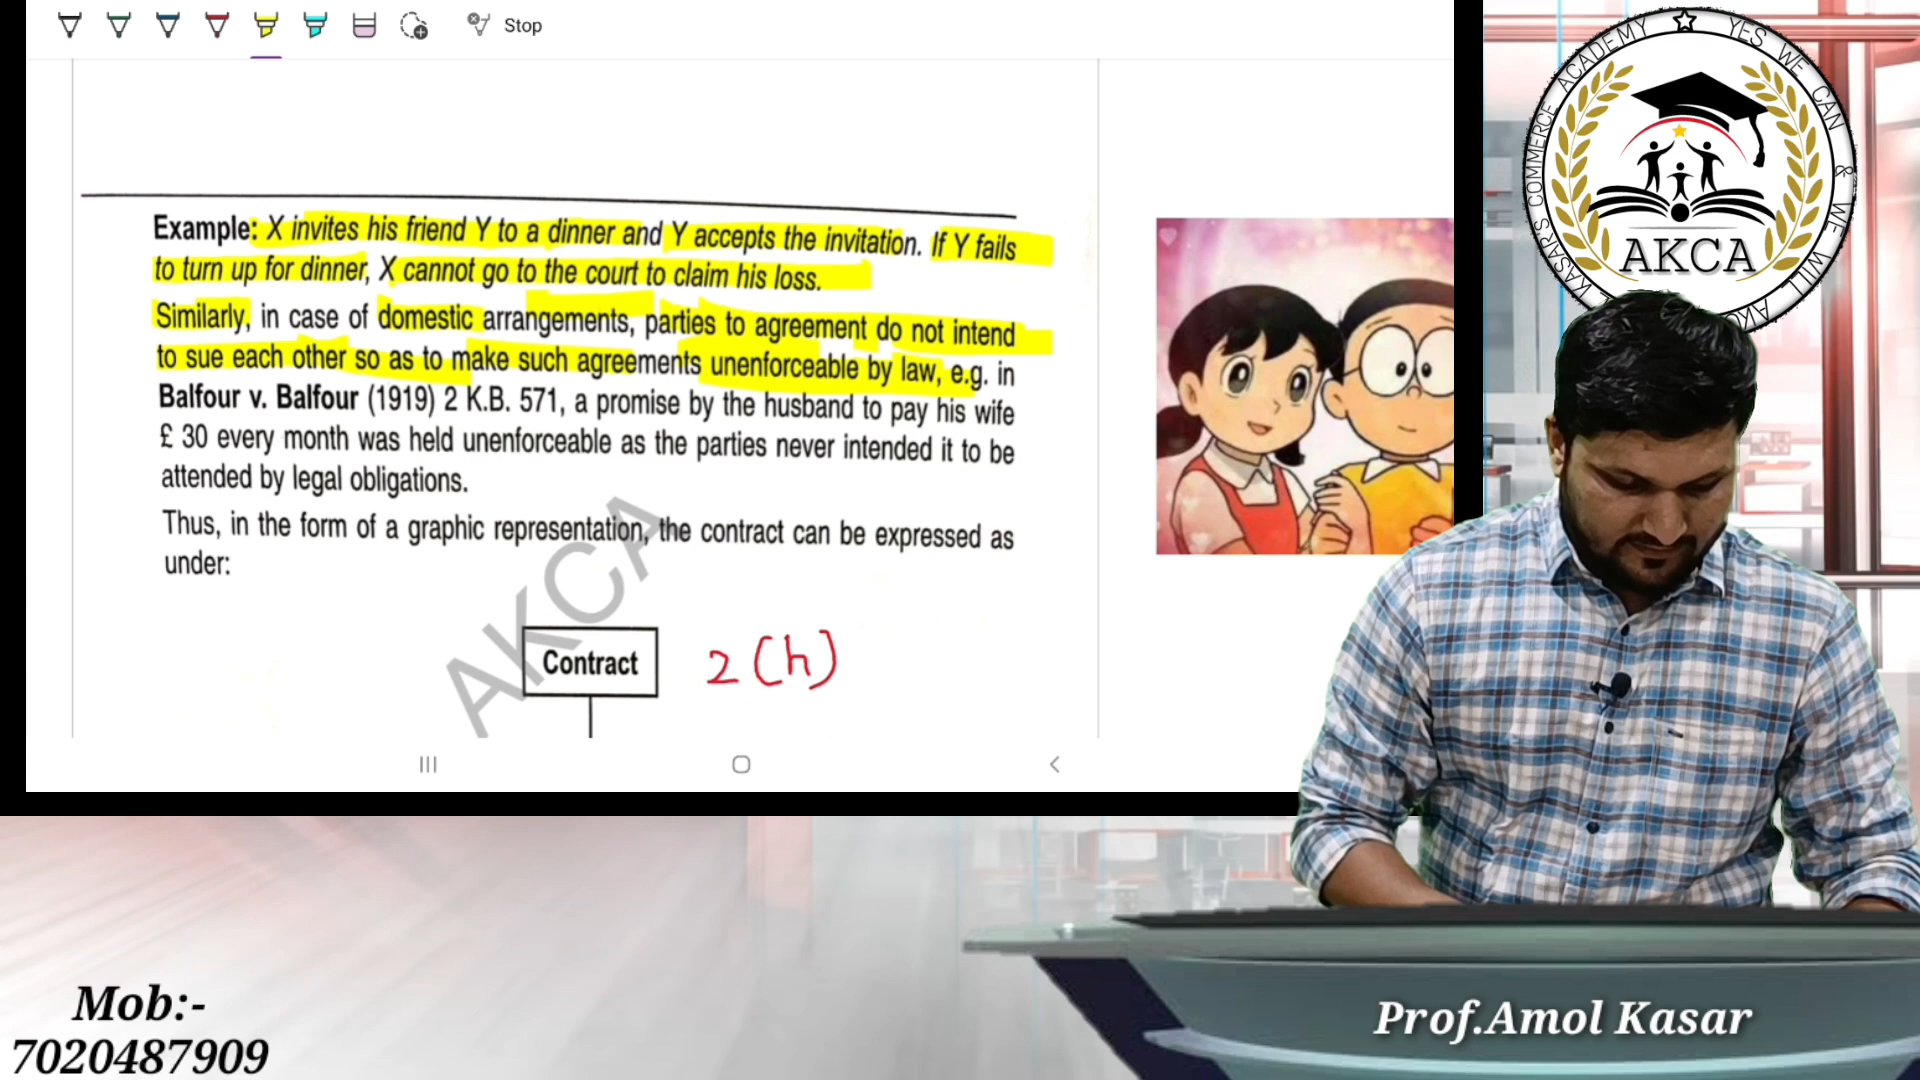 Stop
Example: X invites his friend Y to a dinner and Y accepts the invitation. If Y fails
to turn up for dinner, X cannot go to the court to claim his loss.
Similarly, in case of domestic arrangements, parties to agreement do not intend
to sue each other so as to make such agreements unenforceable by law, e.g. in
Balfour v. Balfour (1919) 2 K.B. 571, a promise by the husband to pay his wife
£ 30 every month was held unenforceable as the parties never intended it to be
attended by legal obligations.
Thus, in the form of a graphic representation, the contract can be expressed as
under:
AKCA
Contract
2 (h)
KASAR'S COMMERCE ACADEMY
YES WE CAN & WE WILL
AKCA
Mob:-
7020487909
Prof.Amol Kasar